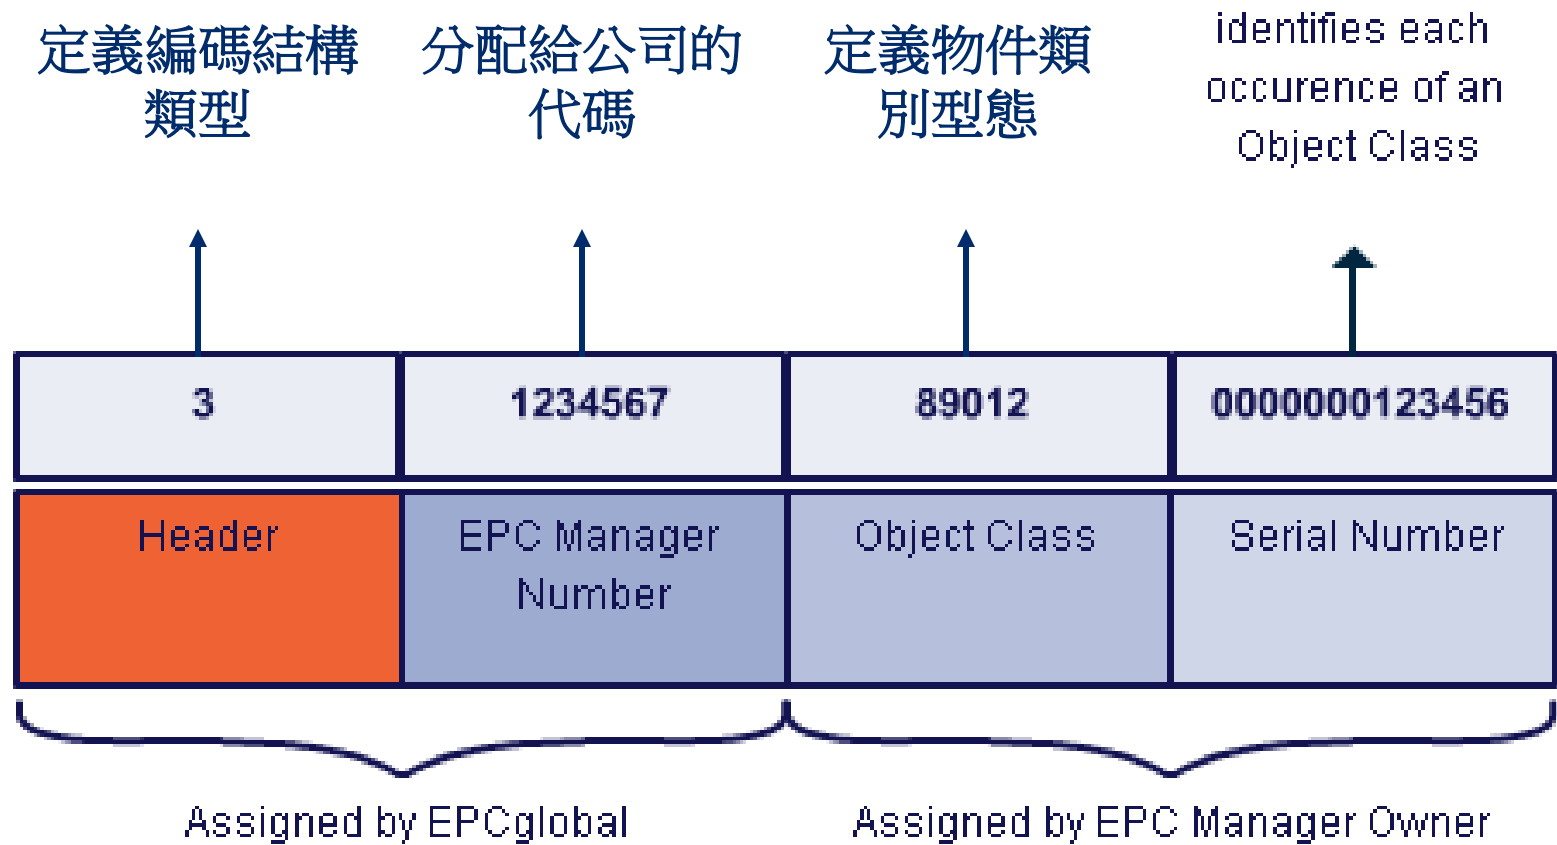 定義編碼結構
類型
分配給公司的
代碼
定義物件類
別型態
identifies each
occurence of an
Object Class
3
1234567
89012
0000000123456
Header
EPC Manager
Number
Object Class
Serial Number
Assigned by EPCglobal
Assigned by EPC Manager Owner